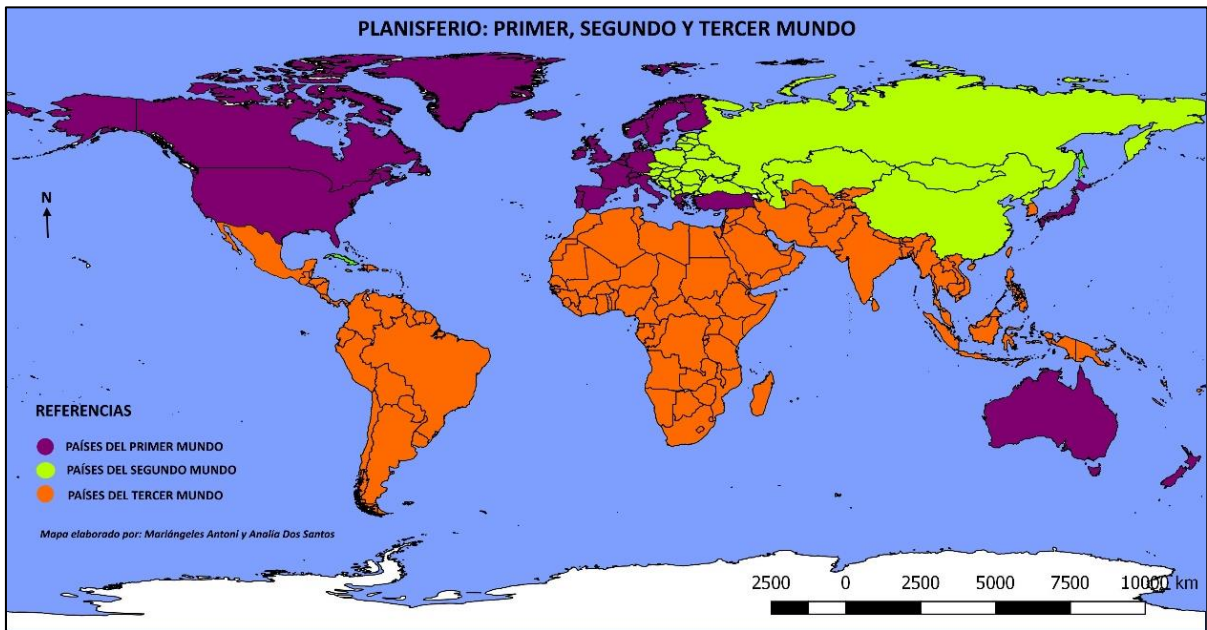 PLANISFERIO: PRIMER, SEGUNDO Y TERCER MUNDO
N
REFERENCIAS
PAÍSES DEL PRIMER MUNDO
PAÍSES DEL SEGUNDO MUNDO
PAÍSES DEL TERCER MUNDO
Mapa elaborado por: Mariángeles Antoni y Analía Dos Santos
2500 0 2500 5000 7500 10000 km